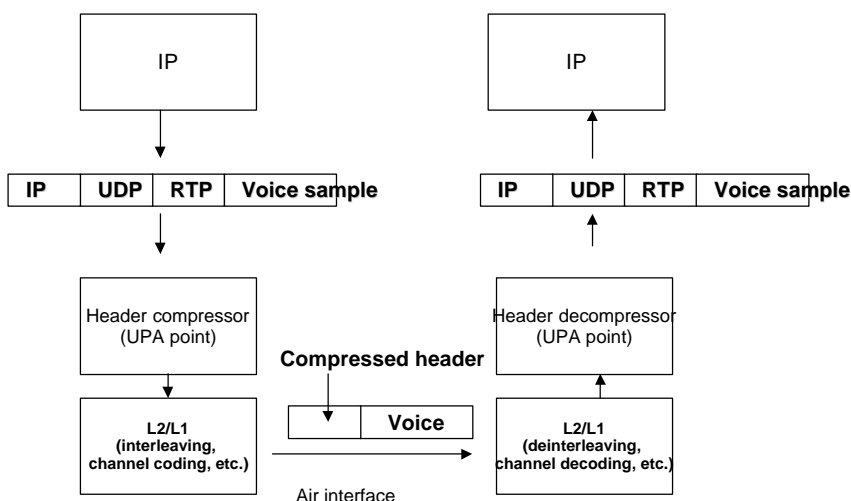 IP
IP
IP UDP RTP Voice sample
IP UDP RTP Voice sample
Header compressor
(UPA point)
Header decompressor
(UPA point)
Compressed header
Voice
L2/L1
(interleaving,
channel coding, etc.)
L2/L1
(deinterleaving,
channel decoding, etc.)
Air interface